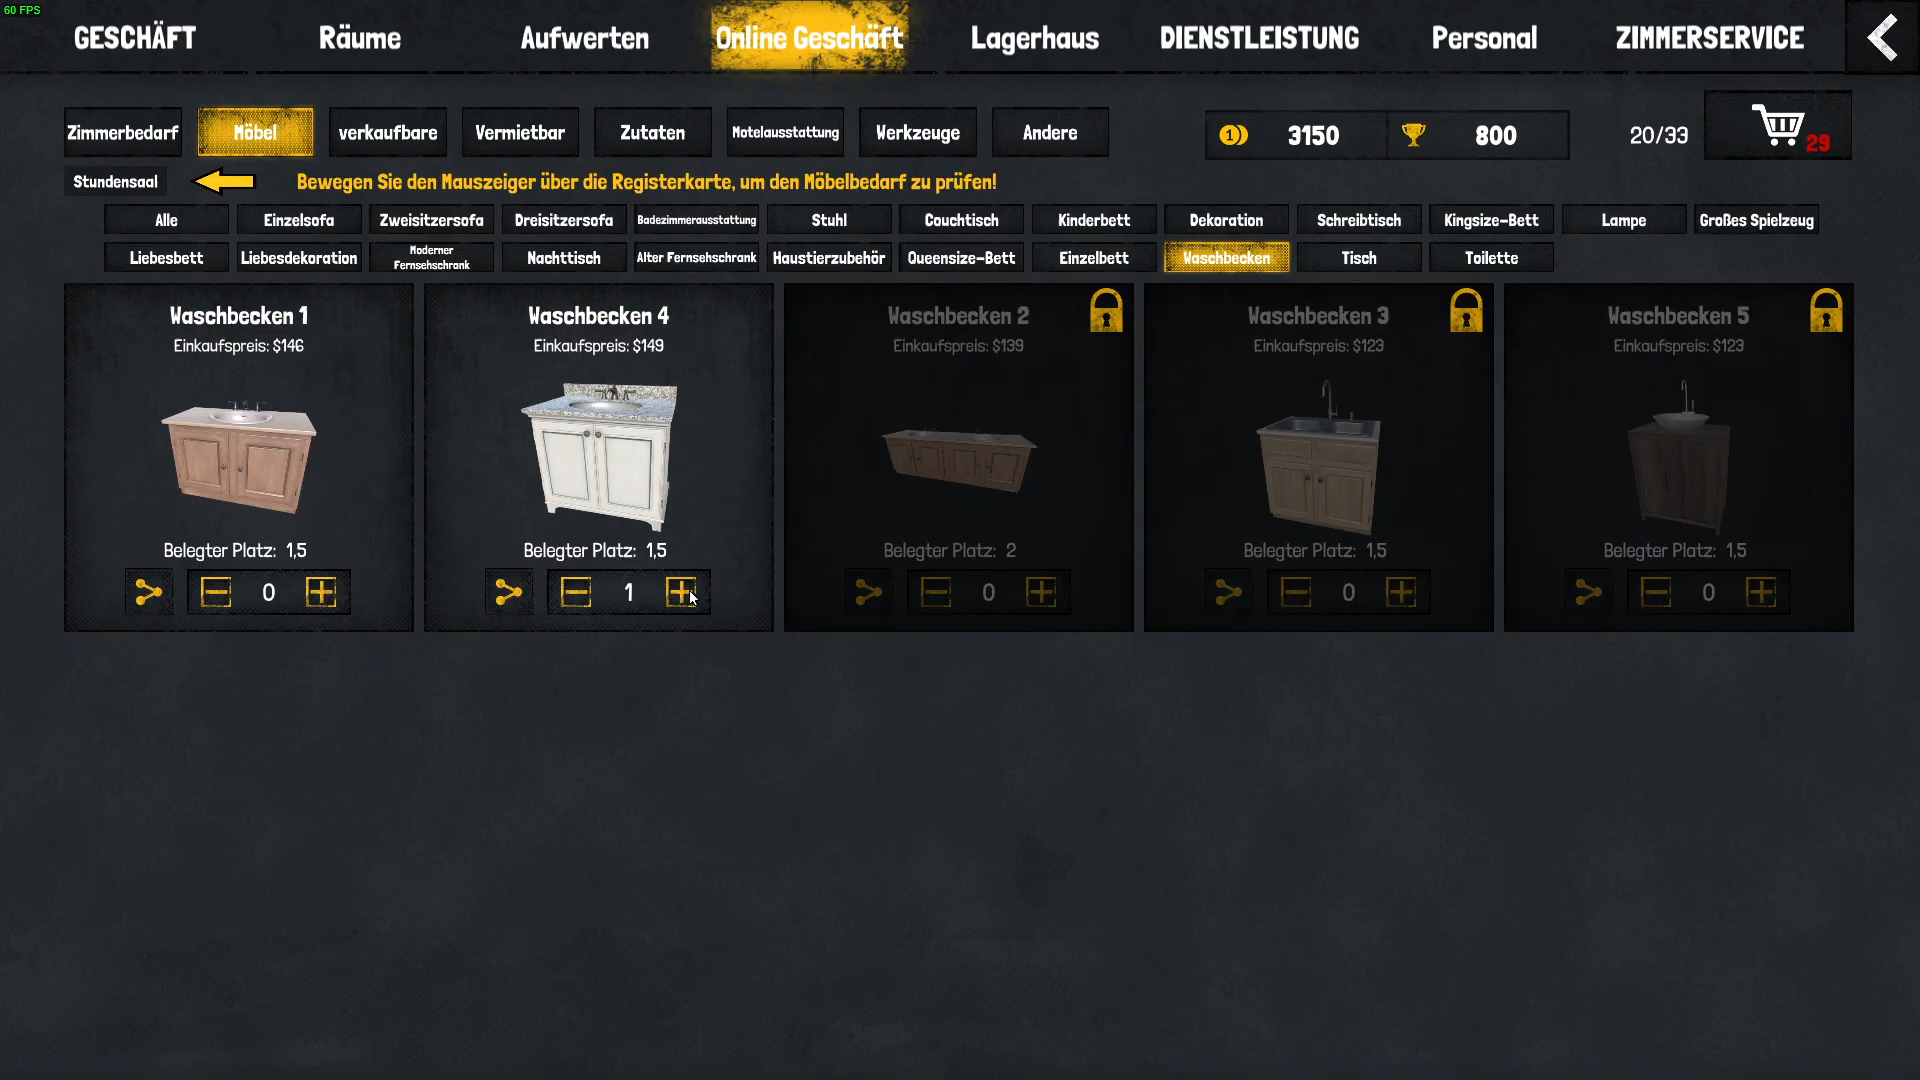 60 FPS
GESCHÄFT Räume Aufwerten Online Geschäft Lagerhaus DIENSTLEISTUNG Personal ZIMMERSERVICE
Zimmerbedarf Möbel verkaufbare Vermietbar Zutaten Motelausstattung Werkzeuge Andere 3150 800 20/33 29
Stundensaal Bewegen Sie den Mauszeiger über die Registerkarte, um den Möbelbedarf zu prüfen!
Alle Einzelsofa Zweisitzersofa Dreisitzersofa Badezimmerausstattung Stuhl Couchtisch Kinderbett Dekoration Schreibtisch Kingsize-Bett Lampe Großes Spielzeug
Liebesbett Liebesdekoration Moderner Fernsehschrank Nachttisch Alter Fernsehschrank Haustierzubehör Queensize-Bett Einzelbett Waschbecken Tisch Toilette
Waschbecken 1 Waschbecken 4 Waschbecken 2 Waschbecken 3 Waschbecken 5
Einkaufspreis: $146 Einkaufspreis: $149 Einkaufspreis: $139 Einkaufspreis: $123 Einkaufspreis: $123
Belegter Platz: 1,5 Belegter Platz: 1,5 Belegter Platz: 2 Belegter Platz: 1,5 Belegter Platz: 1,5
0 1 0 0 0